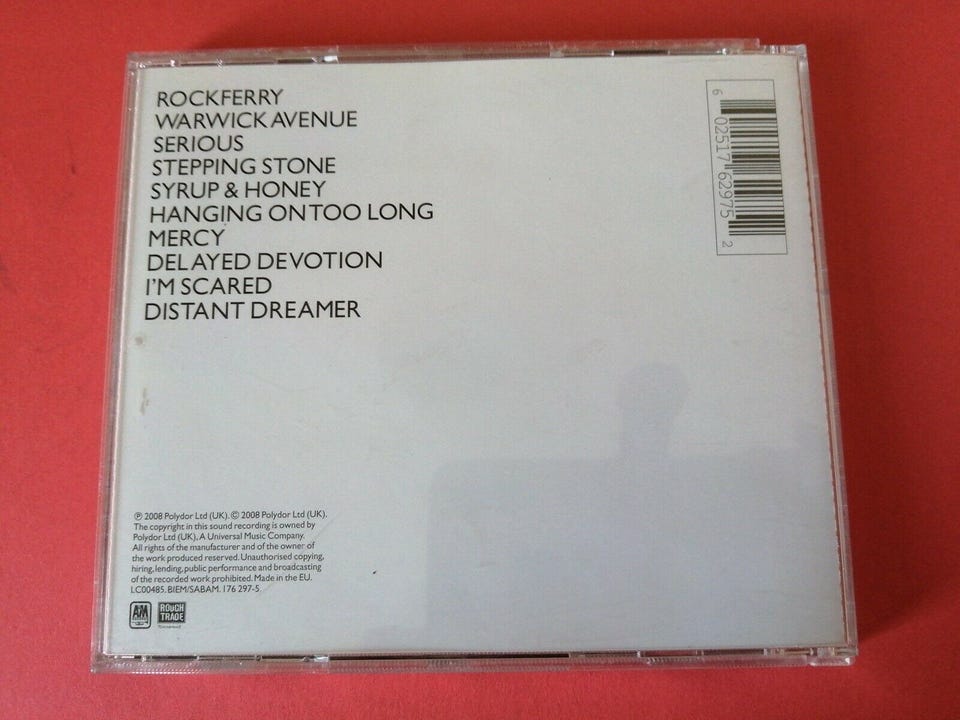 ROCKFERRY
WARWICK AVENUE
SERIOUS
STEPPING STONE
SYRUP & HONEY
HANGING ON TOO LONG
MERCY
DELAYED DEVOTION
I'M SCARED
DISTANT DREAMER
6 02517 62975 2
℗ 2008 Polydor Ltd (UK). © 2008 Polydor Ltd (UK).
The copyright in this sound recording is owned by
Polydor Ltd (UK), A Universal Music Company.
All rights of the manufacturer and of the owner of
the work produced reserved. Unauthorised copying,
hiring, lending, public performance and broadcasting
of the recorded work prohibited. Made in the EU.
LC00485. BIEM/SABAM. 176 297-5
A&M
ROUGH
TRADE